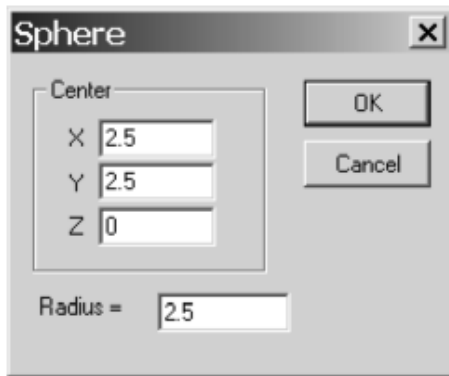 Sphere
Center
X 2.5
Y 2.5
Z 0
Radius = 2.5
OK
Cancel